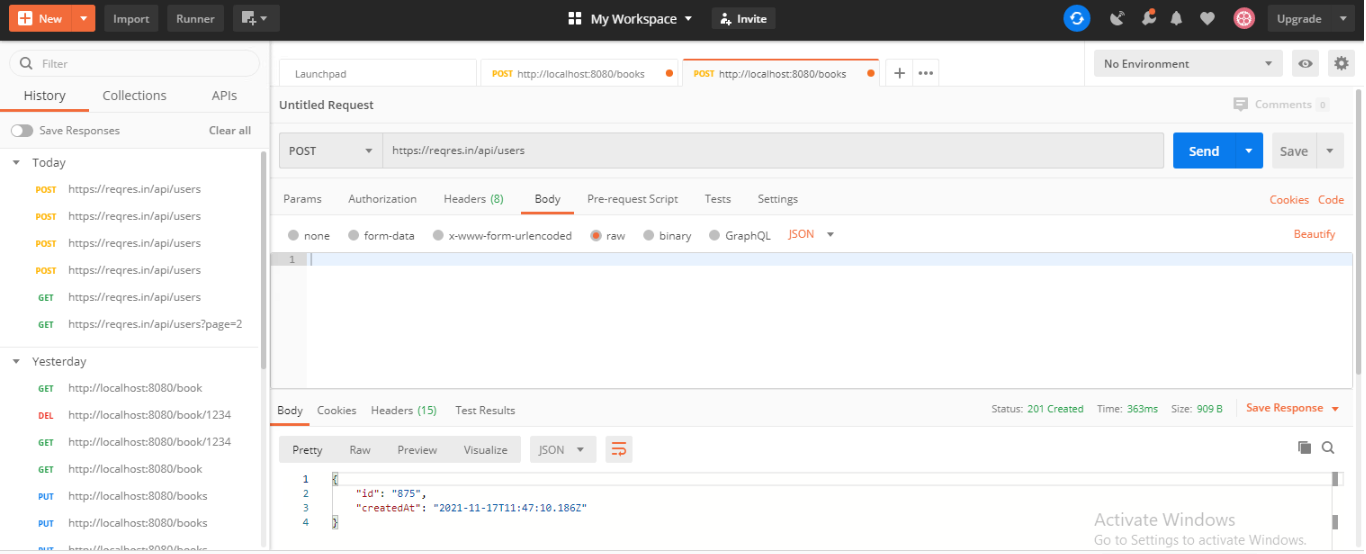 New Import Runner My Workspace Invite Upgrade
Filter
Launchpad POST http://localhost:8080/books POST http://localhost:8080/books + ••• No Environment
History Collections APIs
Untitled Request Comments 0
Save Responses Clear all
POST https://reqres.in/api/users Send Save
Today
POST https://reqres.in/api/users
POST https://reqres.in/api/users
POST https://reqres.in/api/users
POST https://reqres.in/api/users
GET https://reqres.in/api/users
GET https://reqres.in/api/users?page=2
Yesterday
GET http://localhost:8080/book
DEL http://localhost:8080/book/1234
GET http://localhost:8080/book/1234
GET http://localhost:8080/book
PUT http://localhost:8080/books
PUT http://localhost:8080/books
PUT http://localhost:8080/books
Params Authorization Headers (8) Body Pre-request Script Tests Settings Cookies Code
none form-data x-www-form-urlencoded raw binary GraphQL JSON Beautify
1
Body Cookies Headers (15) Test Results Status: 201 Created Time: 363ms Size: 909 B Save Response
Pretty Raw Preview Visualize JSON
1 {
2 "id": "875",
3 "createdAt": "2021-11-17T11:47:10.186Z"
4 }
Activate Windows
Go to Settings to activate Windows.